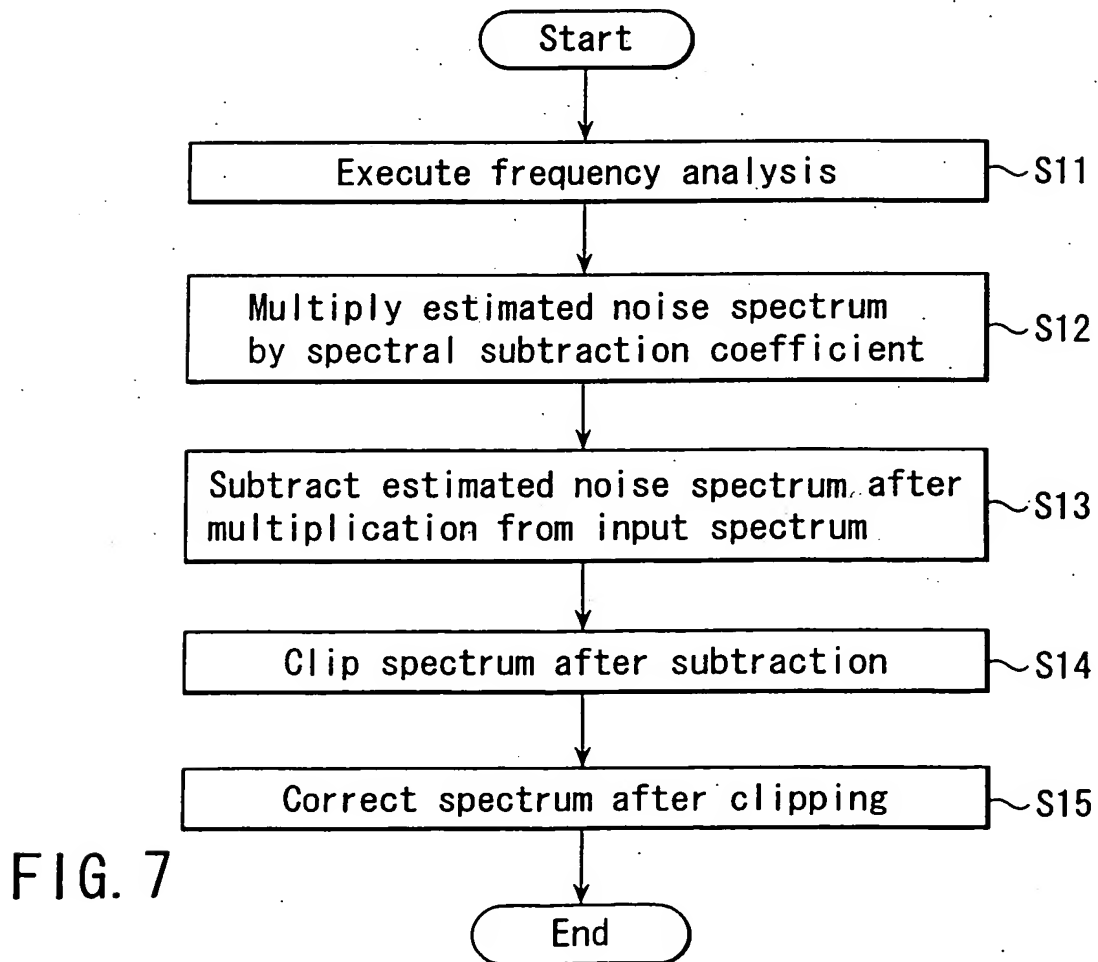 Start
Execute frequency analysis
S11
Multiply estimated noise spectrum
by spectral subtraction coefficient
S12
Subtract estimated noise spectrum after
multiplication from input spectrum
S13
Clip spectrum after subtraction
S14
Correct spectrum after clipping
S15
FIG. 7
End